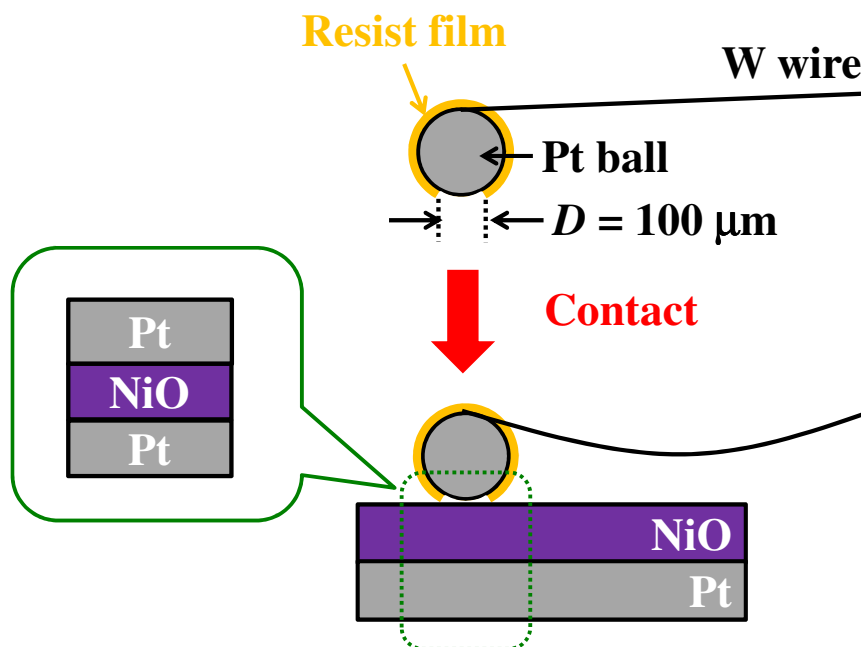 Resist film
W wire
Pt ball
D = 100 μm
Contact
Pt
NiO
Pt
NiO
Pt